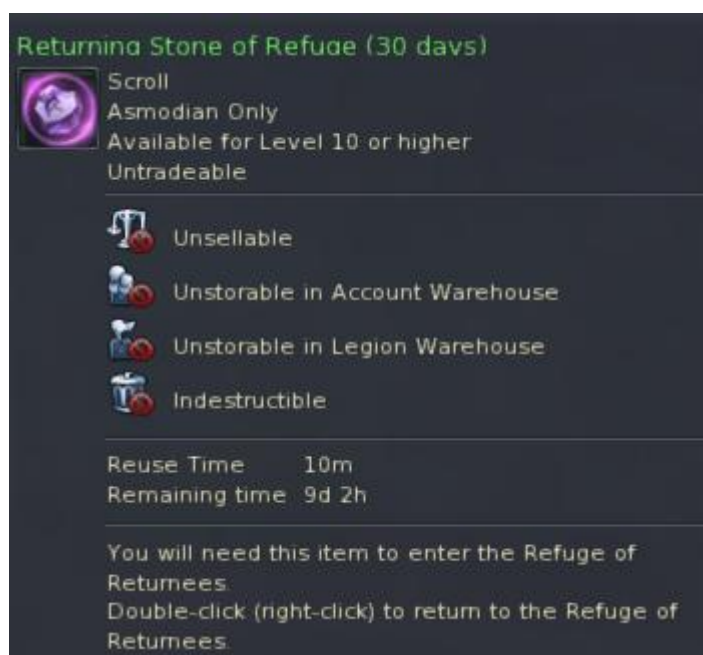 Returning Stone of Refuge (30 days)
Scroll
Asmodian Only
Available for Level 10 or higher
Untradeable
Unsellable
Unstorable in Account Warehouse
Unstorable in Legion Warehouse
Indestructible
Reuse Time 10m
Remaining time 9d 2h
You will need this item to enter the Refuge of
Returnees.
Double-click (right-click) to return to the Refuge of
Returnees.